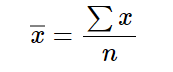 x̄ = ∑ x / n